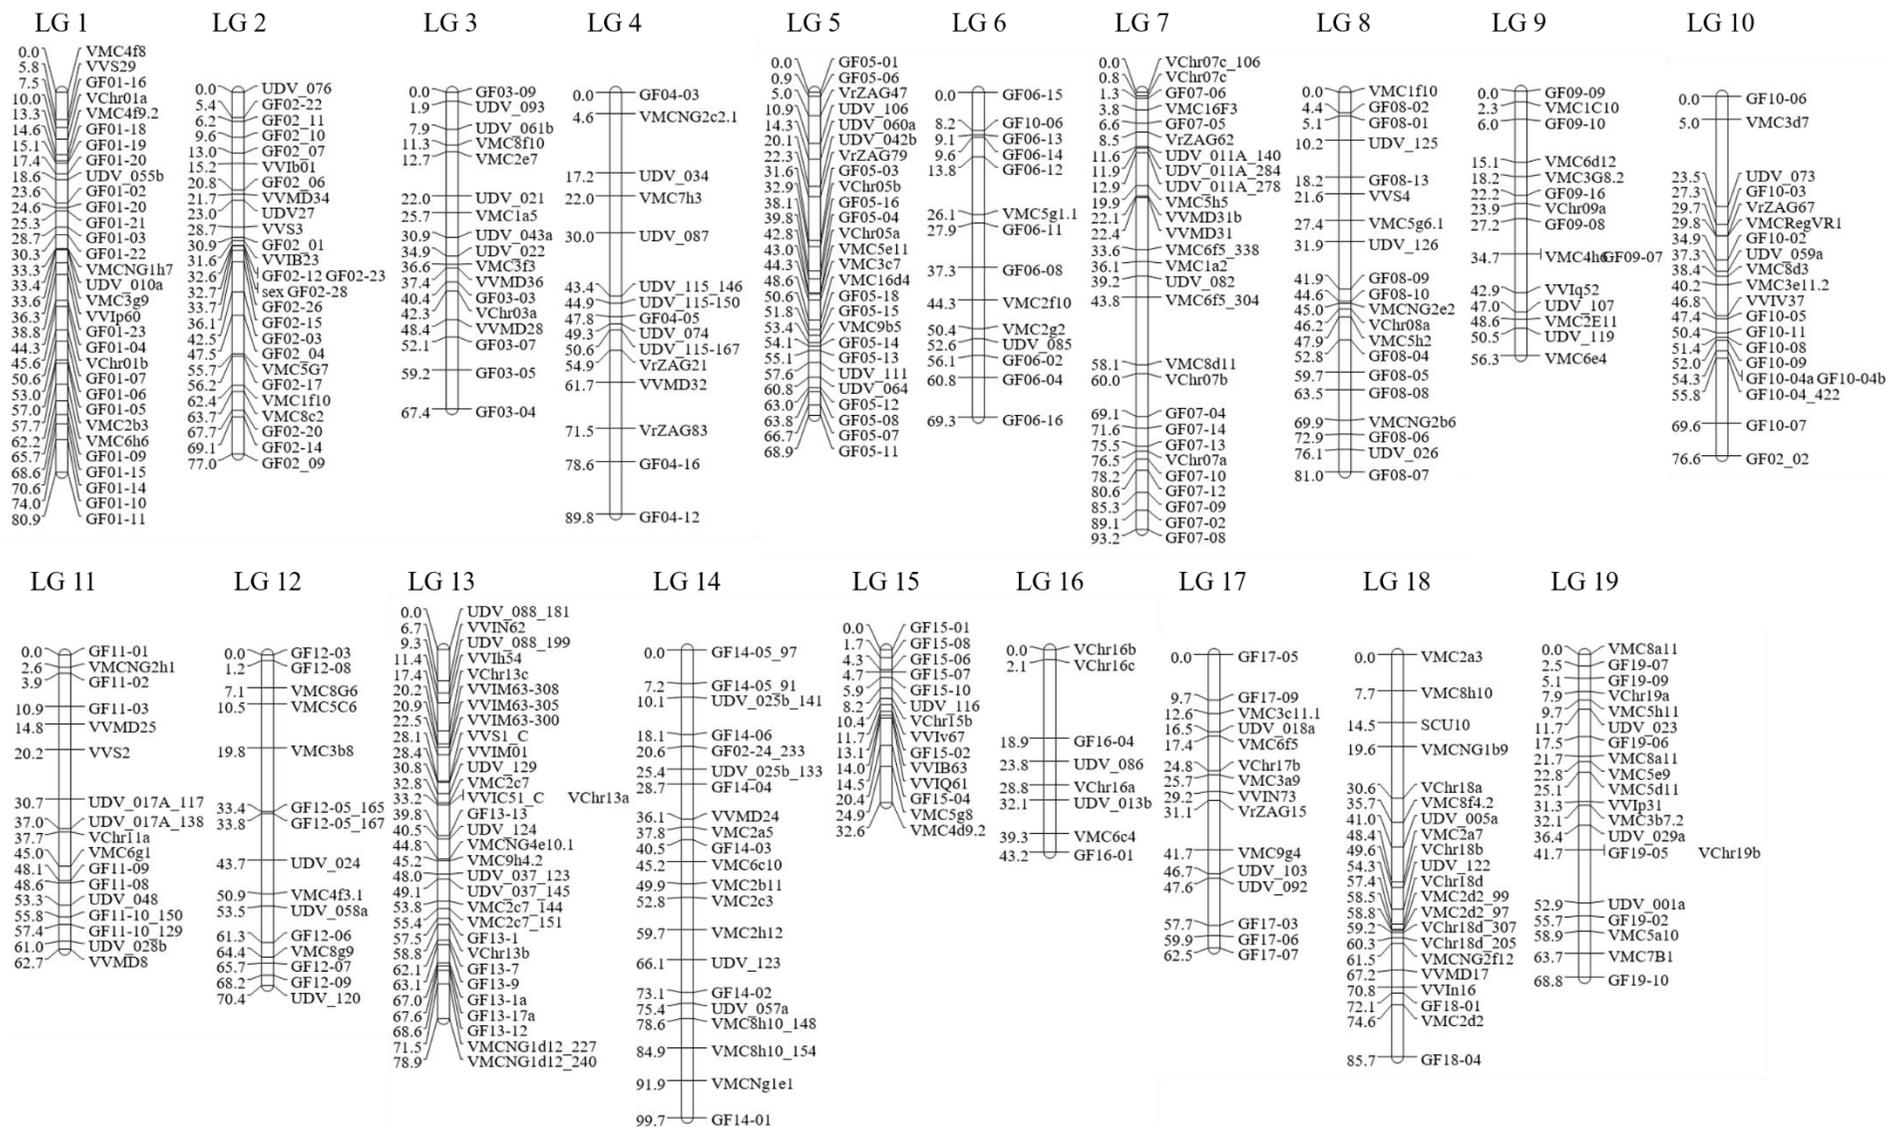 LG 1
0.0 VMC4f8
5.8 VVS29
7.5 GF01-16
10.0 VChr01a
13.3 VMC4f9.2
14.6 GF01-18
15.1 GF01-19
17.4 GF01-20
18.6 UDV_055b
23.6 GF01-02
24.6 GF01-20
25.3 GF01-21
28.7 GF01-03
30.3 GF01-22
33.3 VMCNG1h7
33.4 UDV_010a
33.6 VMC3g9
36.3 VVIp60
38.8 GF01-23
44.3 GF01-04
45.6 VChr01b
50.6 GF01-07
53.0 GF01-06
57.0 GF01-05
57.7 VMC2b3
62.2 VMC6h6
65.7 GF01-09
68.6 GF01-15
70.6 GF01-14
74.0 GF01-10
80.9 GF01-11
LG 2
0.0 UDV_076
5.4 GF02-22
6.2 GF02_11
9.6 GF02_10
13.0 GF02_07
15.2 VVIb01
20.8 GF02_06
21.7 VVMD34
23.0 UDV27
28.7 VVS3
30.9 GF02_01
31.6 VVIB23
32.6 GF02-12 GF02-23
32.7 sex GF02-28
33.7 GF02-26
36.1 GF02-15
42.5 GF02-03
47.5 GF02_04
55.7 VMC5G7
56.2 GF02-17
62.4 VMC1f10
63.7 VMC8c2
67.7 GF02-20
69.1 GF02-14
77.0 GF02_09
LG 3
0.0 GF03-09
1.9 UDV_093
7.9 UDV_061b
11.3 VMC8f10
12.7 VMC2e7
22.0 UDV_021
25.7 VMC1a5
30.9 UDV_043a
34.9 UDV_022
36.6 VMC3f3
37.4 VVMD36
40.4 GF03-03
42.3 VChr03a
48.4 VVMD28
52.1 GF03-07
59.2 GF03-05
67.4 GF03-04
LG 4
0.0 GF04-03
4.6 VMCNG2c2.1
17.2 UDV_034
22.0 VMC7h3
30.0 UDV_087
43.4 UDV_115_146
44.9 UDV_115-150
47.8 GF04-05
49.3 UDV_074
50.6 UDV_115-167
54.9 VrZAG21
61.7 VVMD32
71.5 VrZAG83
78.6 GF04-16
89.8 GF04-12
LG 5
0.0 GF05-01
0.9 GF05-06
5.0 VrZAG47
10.9 UDV_106
14.3 UDV_060a
20.1 UDV_042b
22.3 VrZAG79
31.6 GF05-03
32.9 VChr05b
38.1 GF05-16
39.8 GF05-04
42.8 VChr05a
43.0 VMC5e11
44.3 VMC3c7
48.6 VMC16d4
50.6 GF05-18
51.8 GF05-15
53.4 VMC9b5
54.1 GF05-14
55.1 GF05-13
57.6 UDV_111
60.8 UDV_064
63.0 GF05-12
63.8 GF05-08
66.7 GF05-07
68.9 GF05-11
LG 6
0.0 GF06-15
8.2 GF10-06
9.1 GF06-13
9.6 GF06-14
13.8 GF06-12
26.1 VMC5g1.1
27.9 GF06-11
37.3 GF06-08
44.3 VMC2f10
50.4 VMC2g2
52.6 UDV_085
56.1 GF06-02
60.8 GF06-04
69.3 GF06-16
LG 7
0.0 VChr07c_106
0.8 VChr07c
1.3 GF07-06
3.8 VMC16F3
6.6 GF07-05
8.5 VrZAG62
11.6 UDV_011A_140
11.9 UDV_011A_284
12.9 UDV_011A_278
19.9 VMC5h5
22.1 VVMD31b
22.4 VVMD31
33.6 VMC6f5_338
36.1 VMC1a2
39.2 UDV_082
43.8 VMC6f5_304
58.1 VMC8d11
60.0 VChr07b
69.1 GF07-04
71.6 GF07-14
75.5 GF07-13
76.5 VChr07a
78.2 GF07-10
80.6 GF07-12
85.3 GF07-09
89.1 GF07-02
93.2 GF07-08
LG 8
0.0 VMC1f10
4.4 GF08-02
5.1 GF08-01
10.2 UDV_125
18.2 GF08-13
21.6 VVS4
27.4 VMC5g6.1
31.9 UDV_126
41.9 GF08-09
44.6 GF08-10
45.0 VMCNG2e2
46.2 VChr08a
47.9 VMC5h2
52.8 GF08-04
59.7 GF08-05
63.5 GF08-08
69.9 VMCNG2b6
72.9 GF08-06
76.1 UDV_026
81.0 GF08-07
LG 9
0.0 GF09-09
2.3 VMC1C10
6.0 GF09-10
15.1 VMC6d12
18.2 VMC3G8.2
22.2 GF09-16
23.9 VChr09a
27.2 GF09-08
34.7 VMC4h6 GF09-07
42.9 VVIq52
47.0 UDV_107
48.6 VMC2E11
50.5 UDV_119
56.3 VMC6e4
LG 10
0.0 GF10-06
5.0 VMC3d7
23.5 UDV_073
27.3 GF10-03
29.7 VrZAG67
29.8 VMCRegVR1
34.9 GF10-02
37.3 UDV_059a
38.4 VMC8d3
40.2 VMC3e11.2
46.8 VVIV37
47.4 GF10-05
50.4 GF10-11
51.4 GF10-08
52.0 GF10-09
54.3 GF10-04a GF10-04b
55.8 GF10-04_422
69.6 GF10-07
76.6 GF02_02
LG 11
0.0 GF11-01
2.6 VMCNG2h1
3.9 GF11-02
10.9 GF11-03
14.8 VVMD25
20.2 VVS2
30.7 UDV_017A_117
37.0 UDV_017A_138
37.7 VChr11a
45.0 VMC6g1
48.1 GF11-09
48.6 GF11-08
53.3 UDV_048
55.8 GF11-10_150
57.4 GF11-10_129
61.0 UDV_028b
62.7 VVMD8
LG 12
0.0 GF12-03
1.2 GF12-08
7.1 VMC8G6
10.5 VMC5C6
19.8 VMC3b8
33.4 GF12-05_165
33.8 GF12-05_167
43.7 UDV_024
50.9 VMC4f3.1
53.5 UDV_058a
61.3 GF12-06
64.4 VMC8g9
65.7 GF12-07
68.2 GF12-09
70.4 UDV_120
LG 13
0.0 UDV_088_181
6.7 VVIN62
9.3 UDV_088_199
11.4 VVIh54
17.4 VChr13c
20.2 VVIM63-308
20.9 VVIM63-305
22.5 VVIM63-300
28.1 VVS1_C
28.4 VVIM01
30.8 UDV_129
32.8 VMC2c7
33.2 VVIC51_C VChr13a
39.8 GF13-13
40.5 UDV_124
44.8 VMCNG4e10.1
45.2 VMC9h4.2
48.0 UDV_037_123
49.1 UDV_037_145
53.8 VMC2c7_144
55.4 VMC2c7_151
57.5 GF13-1
58.8 VChr13b
62.1 GF13-7
63.1 GF13-9
67.0 GF13-1a
67.6 GF13-17a
68.6 GF13-12
71.5 VMCNG1d12_227
78.9 VMCNG1d12_240
LG 14
0.0 GF14-05_97
7.2 GF14-05_91
10.1 UDV_025b_141
18.1 GF14-06
20.6 GF02-24_233
25.4 UDV_025b_133
28.7 GF14-04
36.1 VVMD24
37.8 VMC2a5
40.5 GF14-03
45.2 VMC6c10
49.9 VMC2b11
52.8 VMC2c3
59.7 VMC2h12
66.1 UDV_123
73.1 GF14-02
75.4 UDV_057a
78.6 VMC8h10_148
84.9 VMC8h10_154
91.9 VMCNg1e1
99.7 GF14-01
LG 15
0.0 GF15-01
1.7 GF15-08
4.3 GF15-06
4.7 GF15-07
5.9 GF15-10
8.2 UDV_116
10.4 VChr15b
11.7 VVIv67
13.1 GF15-02
14.0 VVIB63
14.5 VVIQ61
20.4 GF15-04
24.9 VMC5g8
32.6 VMC4d9.2
LG 16
0.0 VChr16b
2.1 VChr16c
18.9 GF16-04
23.8 UDV_086
28.8 VChr16a
32.1 UDV_013b
39.3 VMC6c4
43.2 GF16-01
LG 17
0.0 GF17-05
9.7 GF17-09
12.6 VMC3c11.1
16.5 UDV_018a
17.4 VMC6f5
24.8 VChr17b
25.7 VMC3a9
29.2 VVIN73
31.1 VrZAG15
41.7 VMC9g4
46.7 UDV_103
47.6 UDV_092
57.7 GF17-03
59.9 GF17-06
62.5 GF17-07
LG 18
0.0 VMC2a3
7.7 VMC8h10
14.5 SCU10
19.6 VMCNG1b9
30.6 VChr18a
35.7 VMC8f4.2
41.0 UDV_005a
48.4 VMC2a7
49.6 VChr18b
54.3 UDV_122
57.4 VChr18d
58.5 VMC2d2_99
58.8 VMC2d2_97
59.2 VChr18d_307
60.3 VChr18d_205
61.5 VMCNG2f12
67.2 VVMD17
70.8 VVIn16
72.1 GF18-01
74.6 VMC2d2
85.7 GF18-04
LG 19
0.0 VMC8a11
2.5 GF19-07
5.1 GF19-09
7.9 VChr19a
9.7 VMC5h11
11.7 UDV_023
17.5 GF19-06
21.7 VMC8a11
22.8 VMC5e9
25.1 VMC5d11
31.3 VVIp31
32.1 VMC3b7.2
36.4 UDV_029a
41.7 GF19-05 VChr19b
52.9 UDV_001a
55.7 GF19-02
58.9 VMC5a10
63.7 VMC7B1
68.8 GF19-10